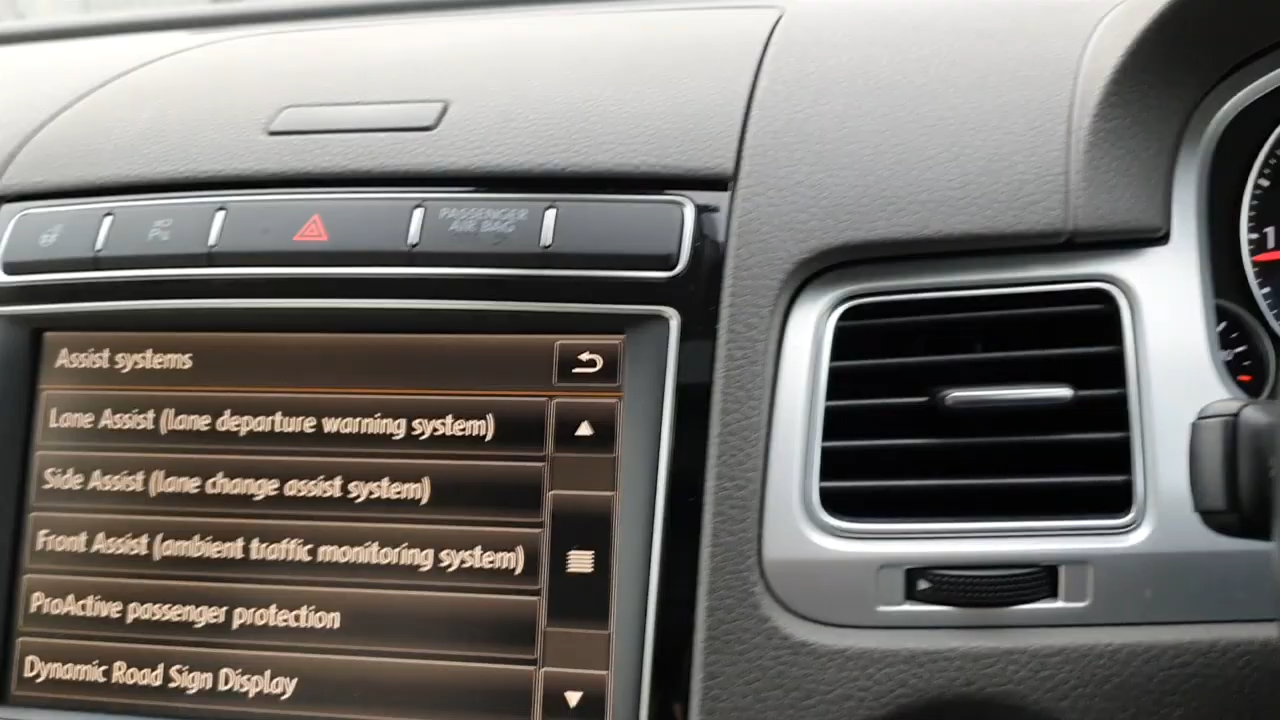 PASSENGER
AIR BAG
Assist systems
Lane Assist (lane departure warning system)
Side Assist (lane change assist system)
Front Assist (ambient traffic monitoring system)
ProActive passenger protection
Dynamic Road Sign Display
1